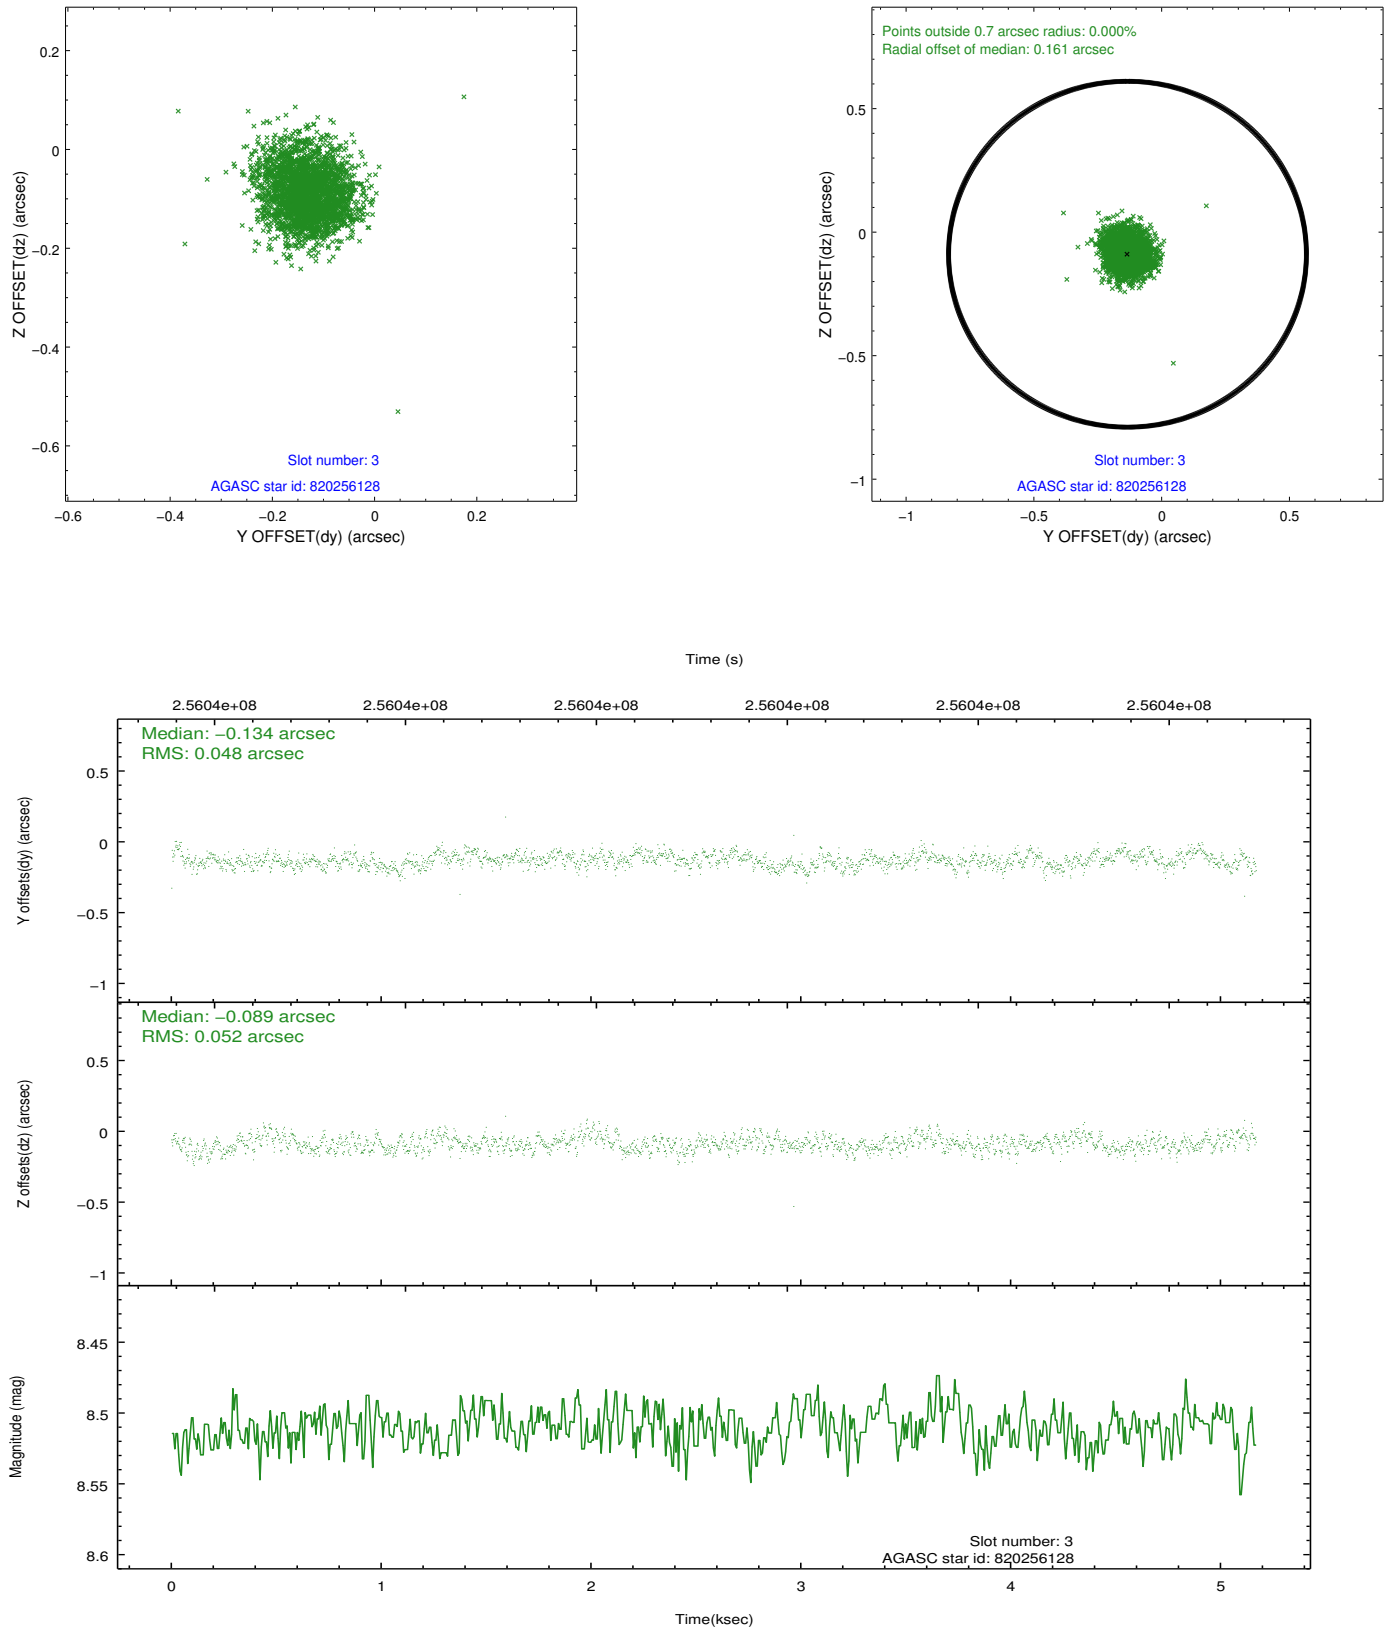 0.2
0
−0.2
−0.4
−0.6
Z OFFSET(dz) (arcsec)
Slot number: 3
AGASC star id: 820256128
−0.6
−0.4
−0.2
0
0.2
Y OFFSET(dy) (arcsec)
Points outside 0.7 arcsec radius: 0.000%
Radial offset of median: 0.161 arcsec
0.5
0
−0.5
−1
Z OFFSET(dz) (arcsec)
Slot number: 3
AGASC star id: 820256128
−1
−0.5
0
0.5
Y OFFSET(dy) (arcsec)
Time (s)
2.5604e+08
2.5604e+08
2.5604e+08
2.5604e+08
2.5604e+08
2.5604e+08
Median: −0.134 arcsec
RMS: 0.048 arcsec
0.5
0
−0.5
−1
Y offsets(dy) (arcsec)
Median: −0.089 arcsec
RMS: 0.052 arcsec
0.5
0
−0.5
−1
Z offsets(dz) (arcsec)
8.45
8.5
8.55
8.6
Magnitude (mag)
Slot number: 3
AGASC star id: 820256128
0
1
2
3
4
5
Time(ksec)